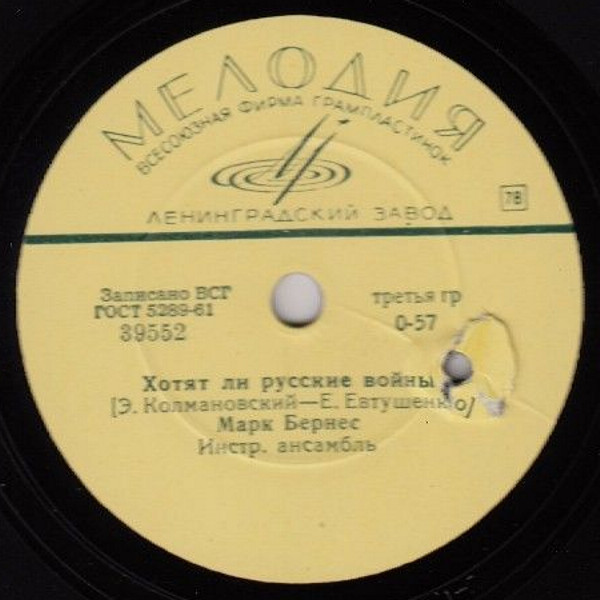 МЕЛОДИЯ
ВСЕСОЮЗНАЯ ФИРМА ГРАМПЛАСТИНОК
ЛЕНИНГРАДСКИЙ ЗАВОД
78
Записано ВСГ
ГОСТ 5289-61
39552
третья гр
0-57
Хотят ли русские войны
[Э. Колмановский—Е. Евтушенко]
Марк Бернес
Инстр. ансамбль